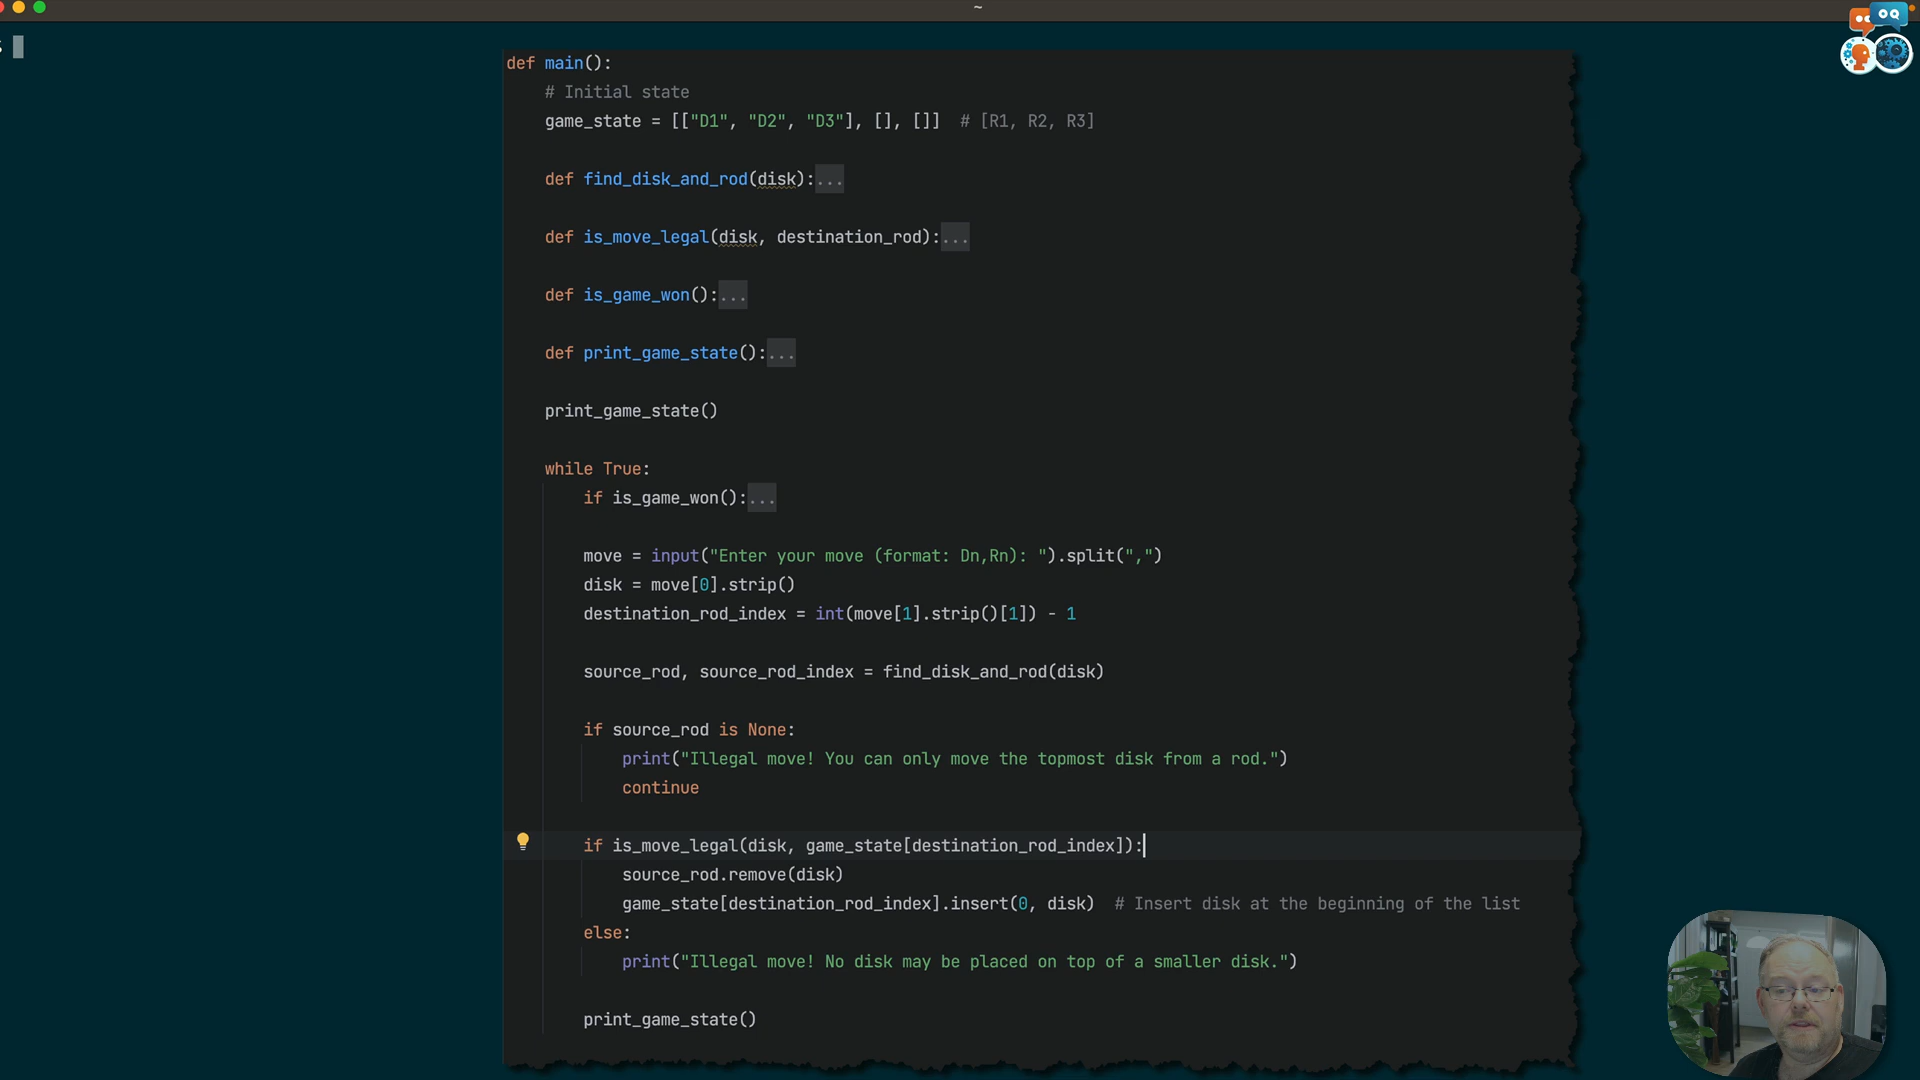 ~
def main():
# Initial state
game_state = [["D1", "D2", "D3"], [], []]  # [R1, R2, R3]
def find_disk_and_rod(disk):...
def is_move_legal(disk, destination_rod):...
def is_game_won():...
def print_game_state():...
print_game_state()
while True:
if is_game_won():...
move = input("Enter your move (format: Dn,Rn): ").split(",")
disk = move[0].strip()
destination_rod_index = int(move[1].strip()[1]) - 1
source_rod, source_rod_index = find_disk_and_rod(disk)
if source_rod is None:
print("Illegal move! You can only move the topmost disk from a rod.")
continue
if is_move_legal(disk, game_state[destination_rod_index]):
source_rod.remove(disk)
game_state[destination_rod_index].insert(0, disk)  # Insert disk at the beginning of the list
else:
print("Illegal move! No disk may be placed on top of a smaller disk.")
print_game_state()